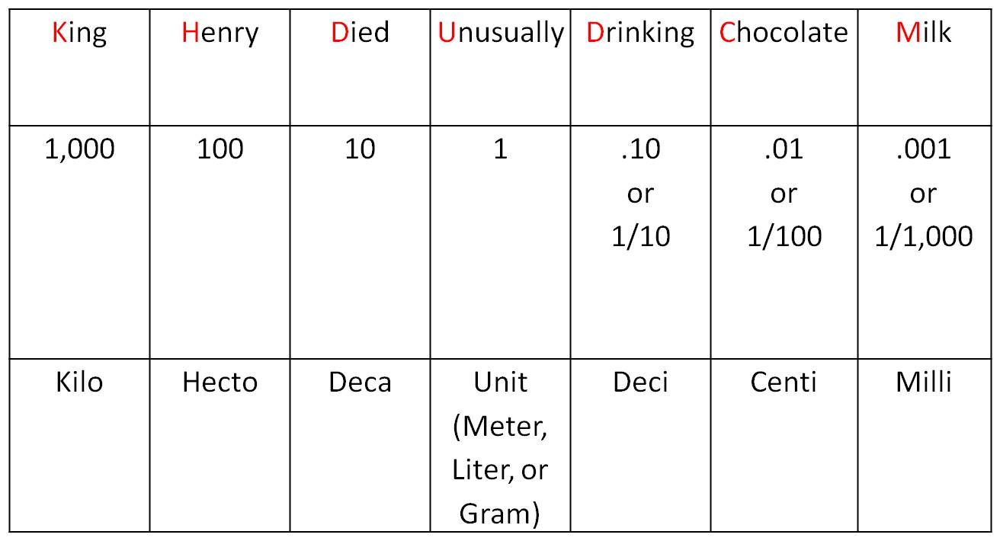 King Henry Died Unusually Drinking Chocolate Milk
1,000 100 10 1 .10 .01 .001
or or or
1/10 1/100 1/1,000
Kilo Hecto Deca Unit Deci Centi Milli
(Meter,
Liter, or
Gram)